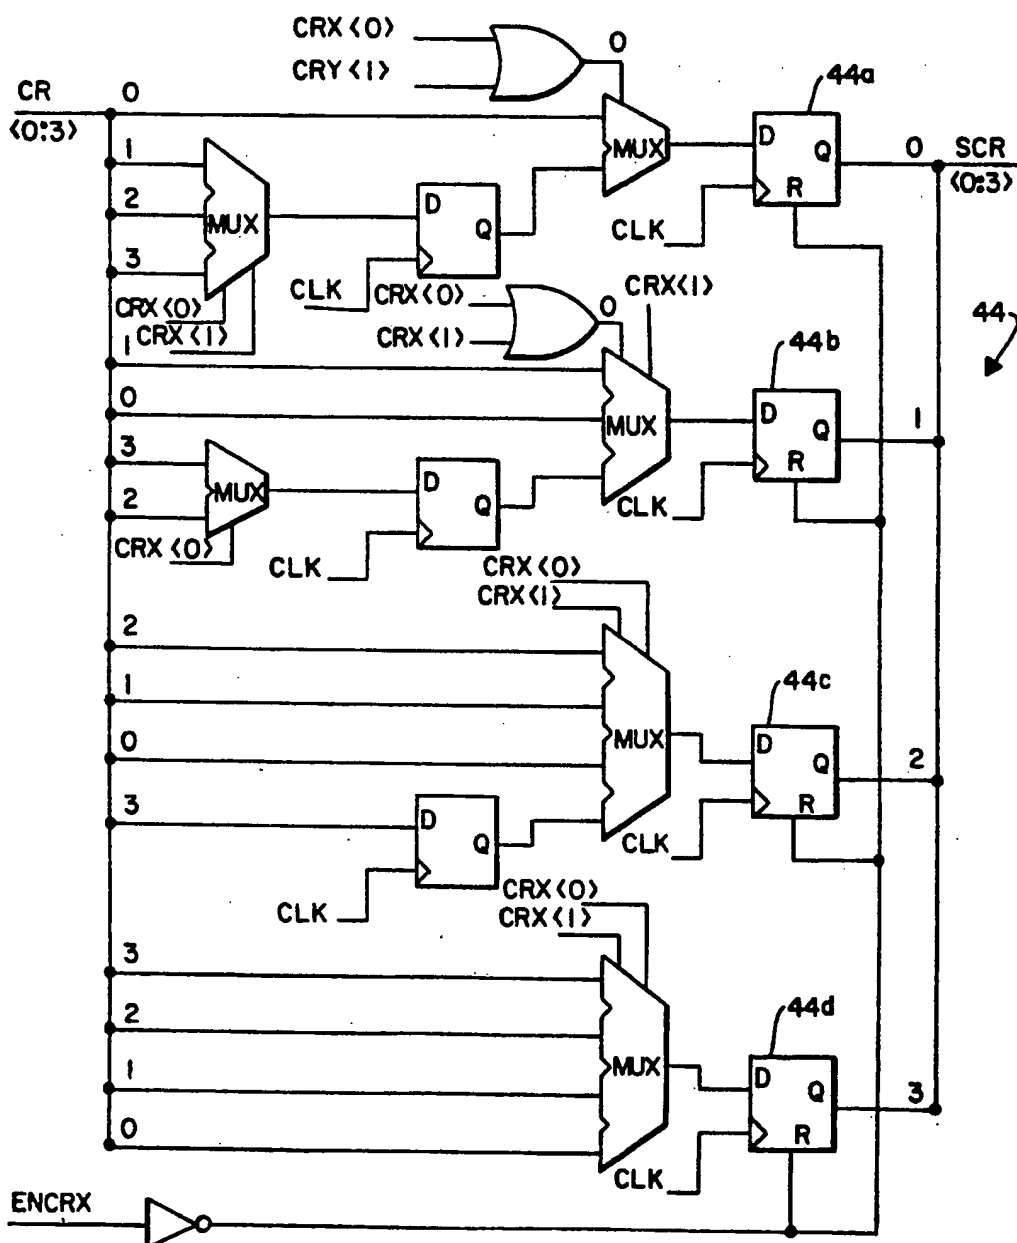 CRX<0>
0
CRY<1>
44a
CR
<0:3>
0
MUX
D
Q
R
0
SCR
<0:3>
1
2
MUX
D
Q
CLK
3
CLK
CRX<0>
CRX<0>
0
CRX<1>
44
CRX<1>
CRX<1>
1
44b
0
MUX
D
Q
R
1
3
MUX
D
Q
2
CLK
CRX<0>
CLK
CRX<0>
CRX<1>
2
44c
1
MUX
D
Q
R
2
0
3
D
Q
CLK
CLK
CRX<0>
CRX<1>
3
44d
2
MUX
D
Q
R
3
1
0
CLK
ENCRX